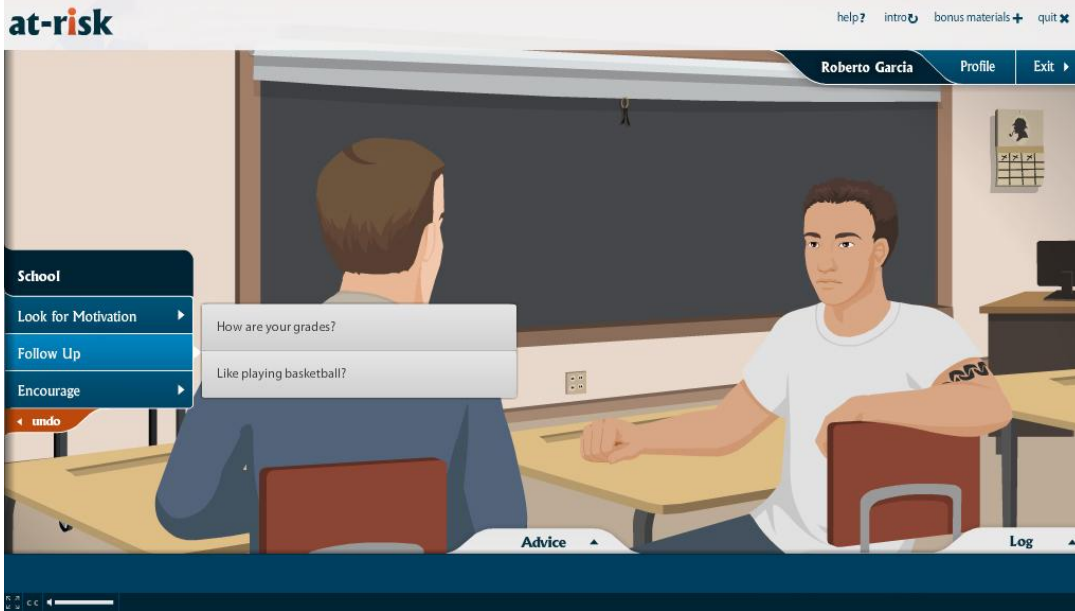 at-risk
help? intro bonus materials quit
Roberto Garcia Profile Exit
School
Look for Motivation
How are your grades?
Follow Up
Like playing basketball?
Encourage
undo
Advice
Log
cc